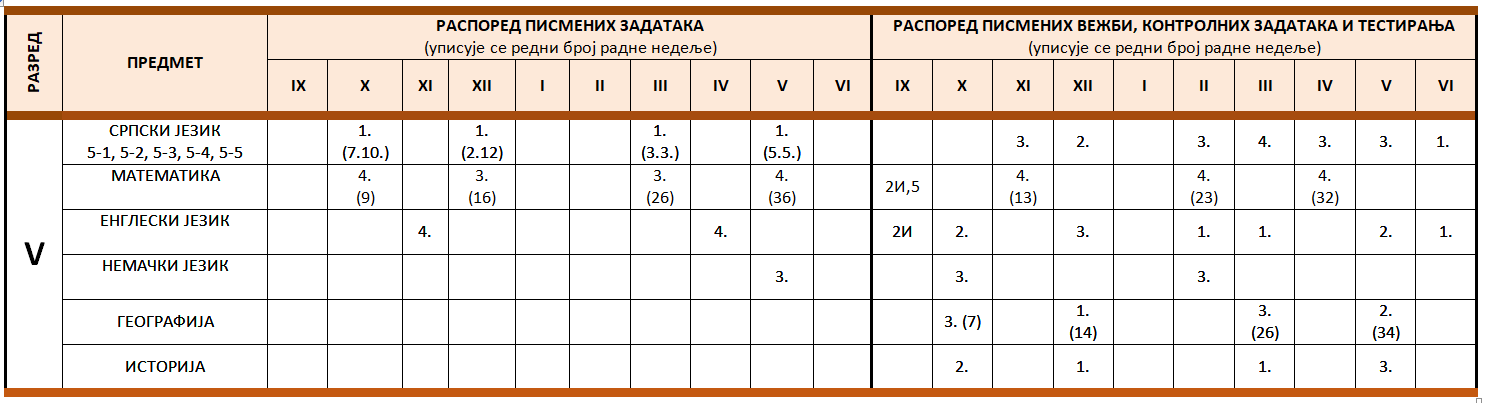 РАЗРЕД
ПРЕДМЕТ
РАСПОРЕД ПИСМЕНИХ ЗАДАТАКА
(уписује се редни број радне недеље)
РАСПОРЕД ПИСМЕНИХ ВЕЖБИ, КОНТРОЛНИХ ЗАДАТАКА И ТЕСТИРАЊА
(уписује се редни број радне недеље)
IX X XI XII I II III IV V VI IX X XI XII I II III IV V VI
V
СРПСКИ ЈЕЗИК 1. 1. 1. 1. 3. 2. 3. 4. 3. 3. 1.
5-1, 5-2, 5-3, 5-4, 5-5 (7.10.) (2.12) (3.3.) (5.5.)
МАТЕМАТИКА 4. 3. 3. 4. 2И,5 4. 4. 4.
(9) (16) (26) (36) (13) (23) (32)
ЕНГЛЕСКИ ЈЕЗИК 4. 4. 2И 2. 3. 1. 1. 2. 1.
НЕМАЧКИ ЈЕЗИК 3. 3. 3.
ГЕОГРАФИЈА 3. (7) 1. 3. 2.
(14) (26) (34)
ИСТОРИЈА 2. 1. 1. 3.